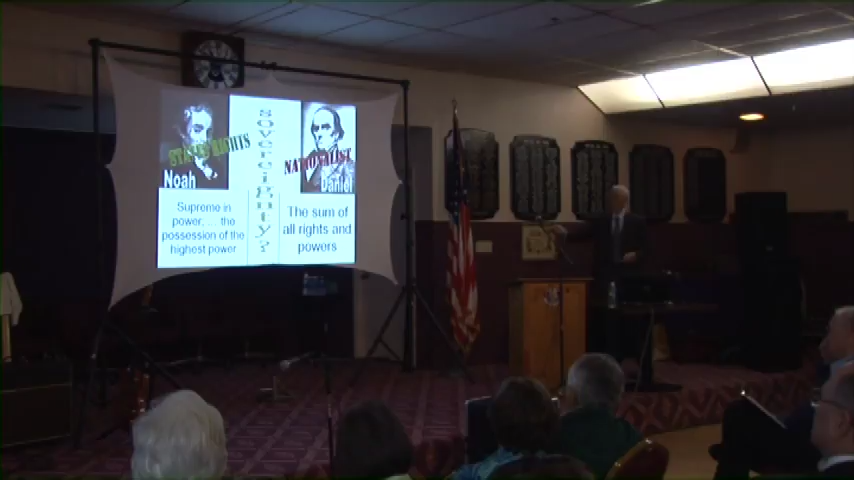 STATES RIGHTS
Noah
Supreme in
power, ... the
possession of the
highest power
Sovereignty?
NATIONALIST
Daniel
The sum of
all rights and
powers